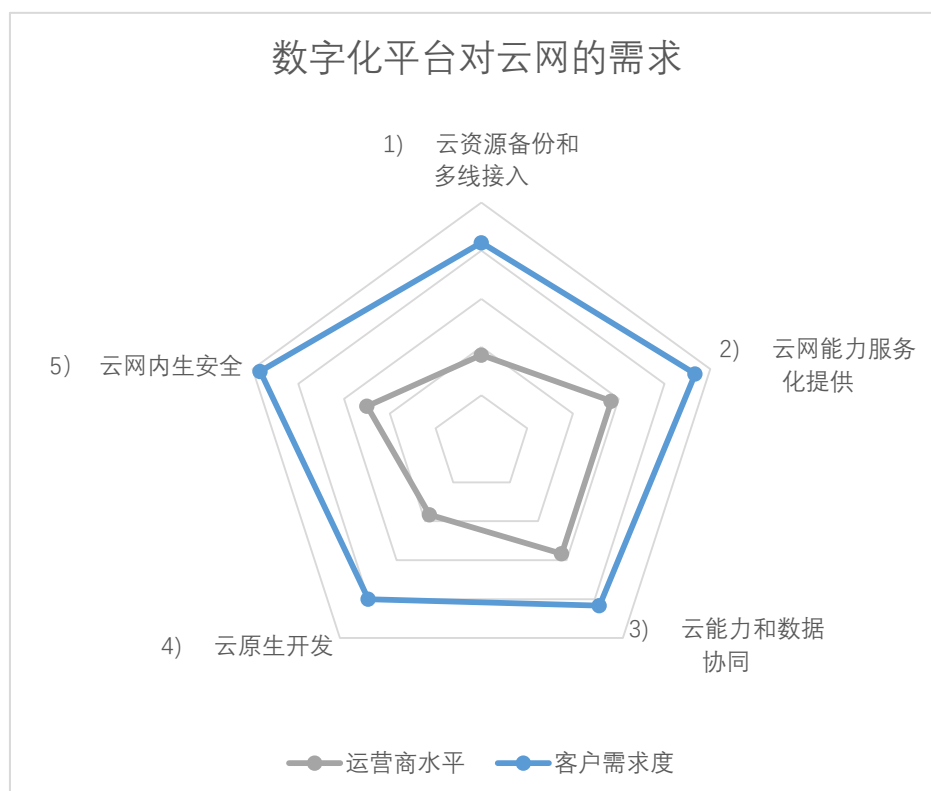 数字化平台对云网的需求
1) 云资源备份和
多线接入
2) 云网能力服务
化提供
5) 云网内生安全
3) 云能力和数据
协同
4) 云原生开发
运营商水平
客户需求度